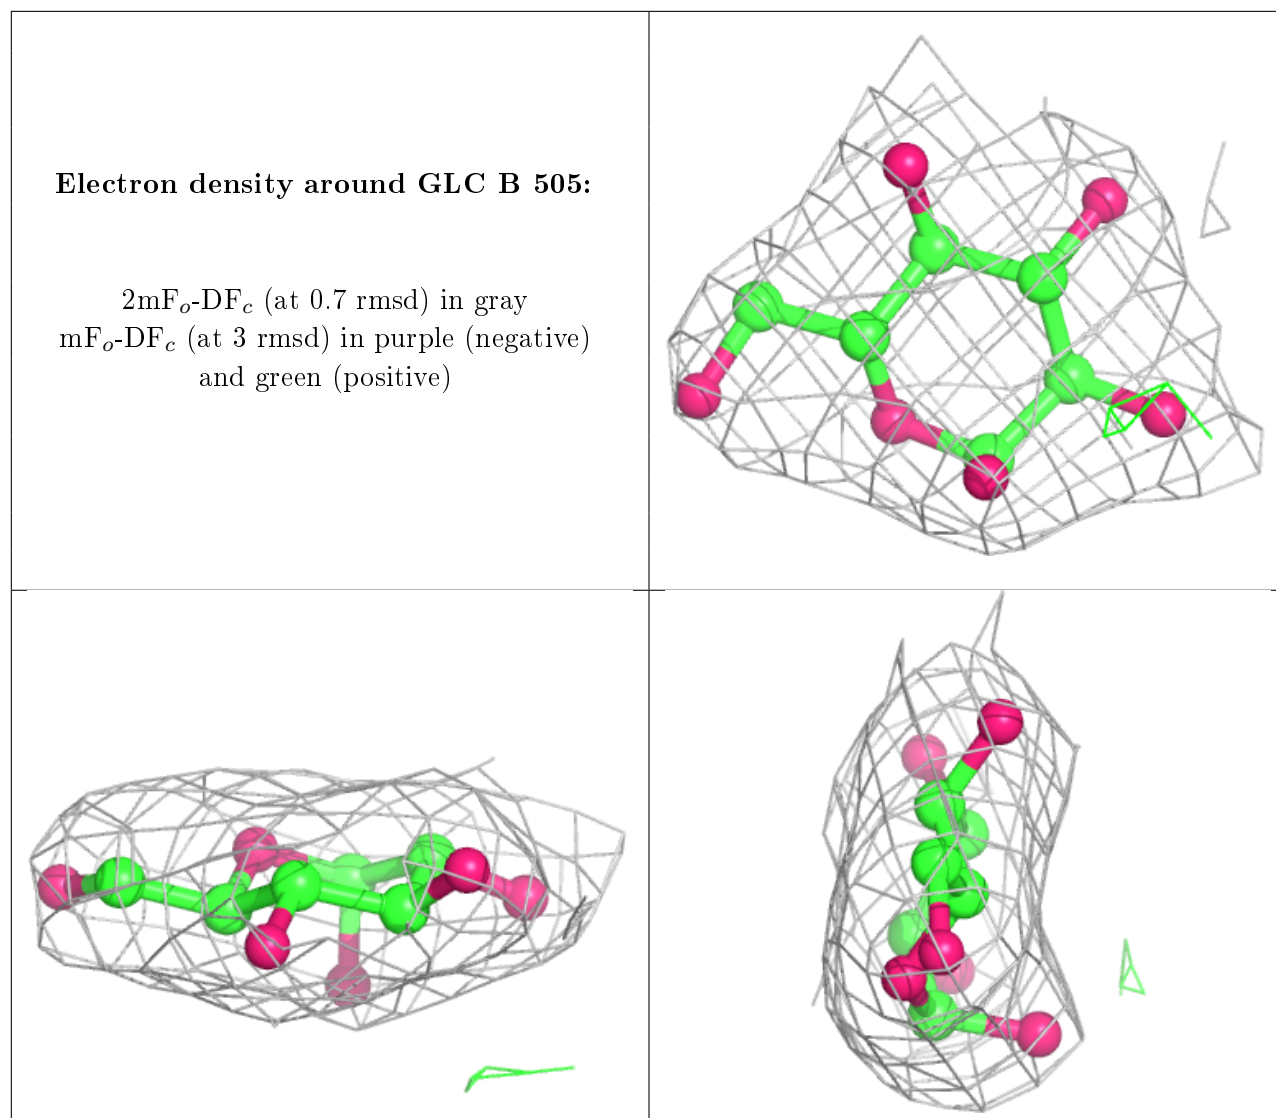 Electron density around GLC B 505:
2mFo-DFc (at 0.7 rmsd) in gray
mFo-DFc (at 3 rmsd) in purple (negative)
and green (positive)